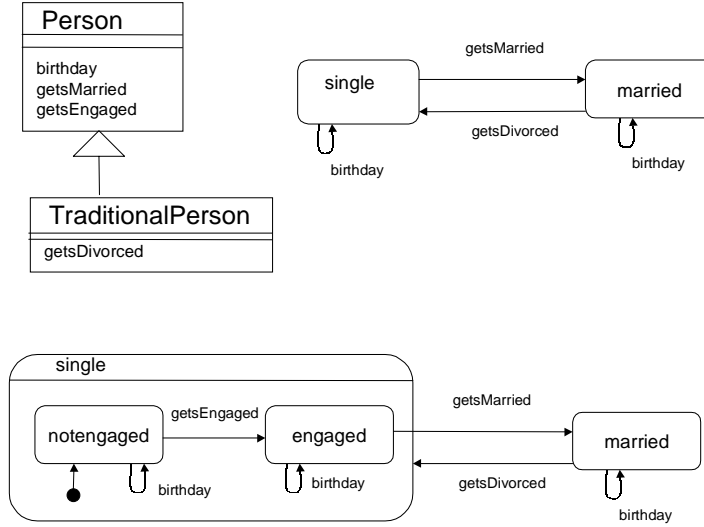 Person
birthday
getsMarried
getsEngaged
TraditionalPerson
getsDivorced
single
getsMarried
married
getsDivorced
birthday
birthday
single
notengaged
getsEngaged
engaged
birthday
birthday
getsMarried
married
getsDivorced
birthday